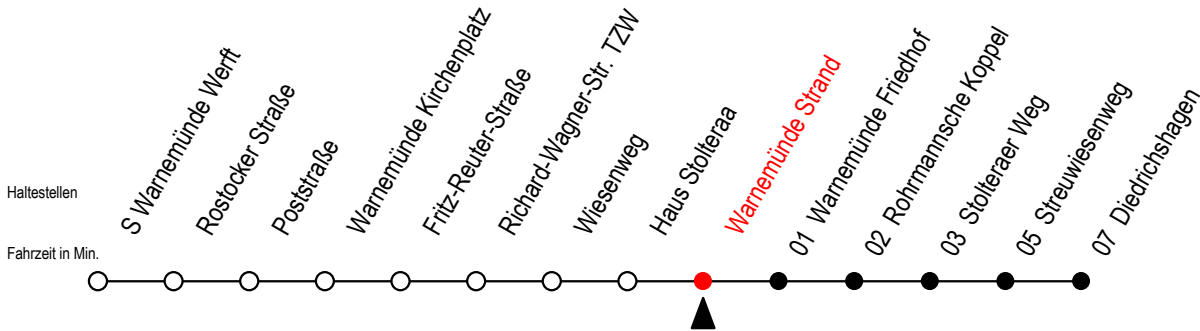 S Warnemünde Werft
Rostocker Straße
Poststraße
Warnemünde Kirchenplatz
Fritz-Reuter-Straße
Richard-Wagner-Str. TZW
Wiesenweg
Haus Stolteraa
Warnemünde Strand
01 Warnemünde Friedhof
02 Rohrmannsche Koppel
03 Stolteraer Weg
05 Streuwiesenweg
07 Diedrichshagen
Haltestellen
Fahrzeit in Min.